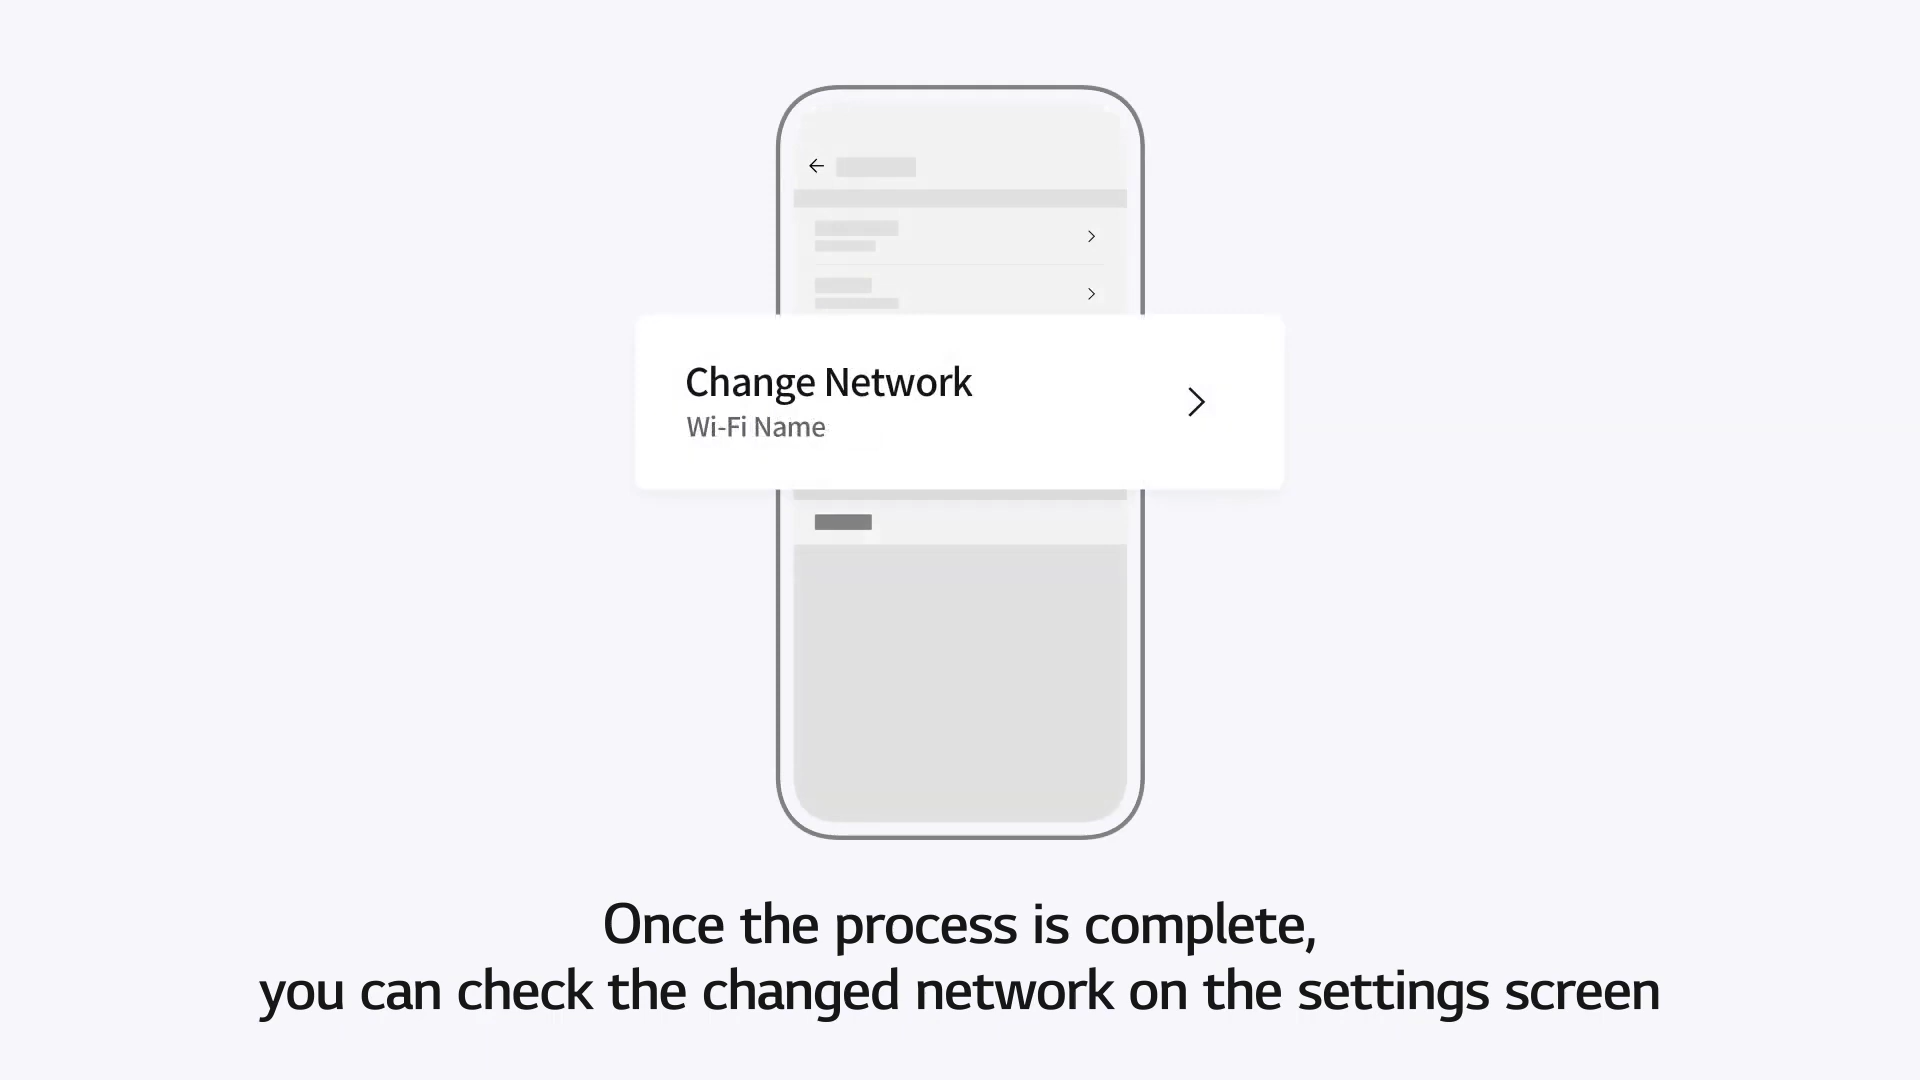 Change Network
Wi-Fi Name
Once the process is complete,
you can check the changed network on the settings screen